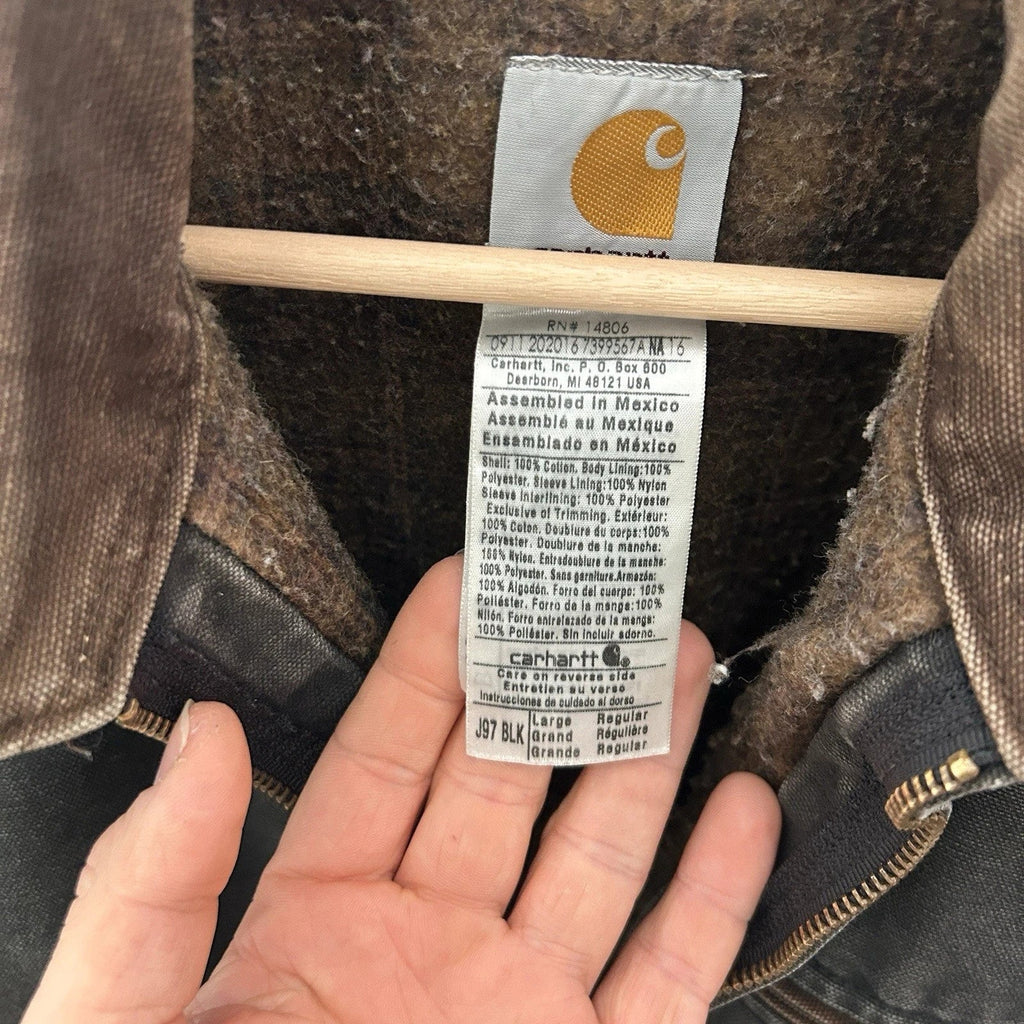 RN# 14806
0911 202016 7399567A NA 16
Carhartt, Inc. P. O. Box 600
Dearborn, MI 48121 USA
Assembled in Mexico
Assemblé au Mexique
Ensamblado en México
Shell: 100% Cotton, Body Lining:100%
Polyester, Sleeve Lining:100% Nylon
Sleeve Interlining: 100% Polyester
Exclusive of Trimming. Extérieur:
100% Coton, Doublure du corps:100%
Polyester. Doublure de la manche:
100% Nylon. Entredoublure de la manche:
100% Polyester. Sans garniture.Armazón:
100% Algodón. Forro del cuerpo: 100%
Poliéster. Forro de la manga:100%
Nilón. Forro entrelazado de la manga:
100% Poliéster. Sin incluir adorno.
carhartt ®
Care on reverse side
Entretien au verso
Instrucciones de cuidado al dorso
J97 BLK Large Regular
Grand Régulière
Grande Regular